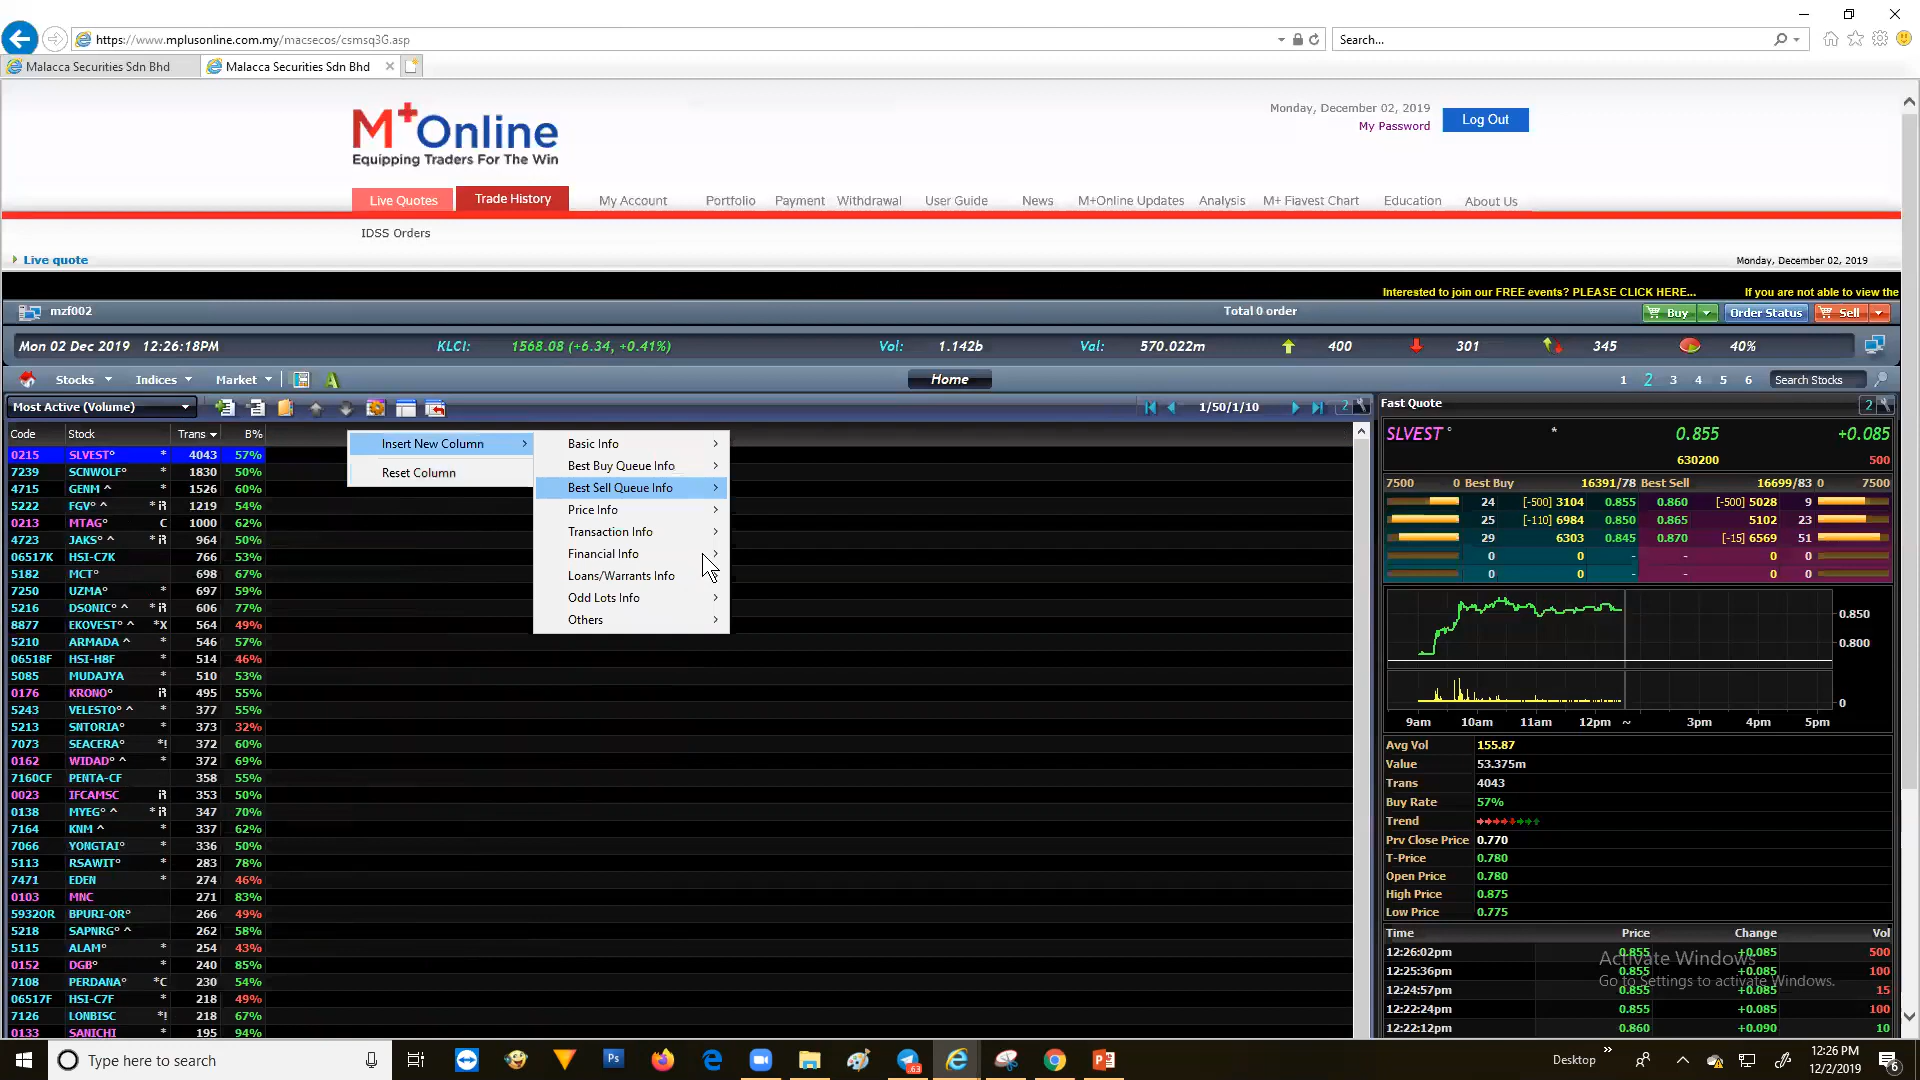 https://www.mplusonline.com.my/macsecos/csmsq3G.asp
Search...
Malacca Securities Sdn Bhd
Malacca Securities Sdn Bhd
M+Online
Equipping Traders For The Win
Monday, December 02, 2019
My Password
Log Out
Live Quotes Trade History My Account Portfolio Payment Withdrawal User Guide News M+Online Updates Analysis M+ Fiavest Chart Education About Us
IDSS Orders
Live quote
Monday, December 02, 2019
Interested to join our FREE events? PLEASE CLICK HERE... If you are not able to view the
mzf002 Total 0 order Buy Order Status Sell
Mon 02 Dec 2019 12:26:18PM KLCI: 1568.08 (+6.34, +0.41%) Vol: 1.142b Val: 570.022m 400 301 345 40%
Stocks Indices Market A Home 1 2 3 4 5 6 Search Stocks
Most Active (Volume) 1/50/1/10 2
Code Stock Trans B%
0215 SLVEST° * 4043 57%
7239 SCNWOLF° * 1830 50%
4715 GENM ^ * 1526 60%
5222 FGV° ^ * iR 1219 54%
0213 MTAG° C 1000 62%
4723 JAKS° ^ * iR 964 50%
06517K HSI-C7K 766 53%
5182 MCT° 698 67%
7250 UZMA° * 697 59%
5216 DSONIC° ^ * iR 606 77%
8877 EKOVEST° ^ *X 564 49%
5210 ARMADA ^ * 546 57%
06518F HSI-H8F * 514 46%
5085 MUDAJYA * 510 53%
0176 KRONO° iR 495 55%
5243 VELESTO° ^ * 377 55%
5213 SNTORIA° * 373 32%
7073 SEACERA° *! 372 60%
0162 WIDAD° ^ * 372 69%
7160CF PENTA-CF 358 55%
0023 IFCAMSC iR 353 50%
0138 MYEG° ^ * iR 347 70%
7164 KNM ^ * 337 62%
7066 YONGTAI° * 336 50%
5113 RSAWIT° * 283 78%
7471 EDEN * 274 46%
0103 MNC 271 83%
5932OR BPURI-OR° 266 49%
5218 SAPNRG° ^ 262 58%
5115 ALAM° * 254 43%
0152 DGB° * 240 85%
7108 PERDANA° *C 230 54%
06517F HSI-C7F * 218 49%
7126 LONBISC *! 218 67%
0133 SANICHI * 195 94%
Insert New Column
Reset Column
Basic Info
Best Buy Queue Info
Best Sell Queue Info
Price Info
Transaction Info
Financial Info
Loans/Warrants Info
Odd Lots Info
Others
Fast Quote 2
SLVEST ° * 0.855 +0.085
630200 500
7500 0 Best Buy 16391/78 Best Sell 16699/83 0 7500
24 [-500] 3104 0.855 0.860 [-500] 5028 9
25 [-110] 6984 0.850 0.865 5102 23
29 6303 0.845 0.870 [-15] 6569 51
0 0 - - 0 0
0 0 - - 0 0
0.850
0.800
0
9am 10am 11am 12pm ~ 3pm 4pm 5pm
Avg Vol 155.87
Value 53.375m
Trans 4043
Buy Rate 57%
Trend
Prv Close Price 0.770
T-Price 0.780
Open Price 0.780
High Price 0.875
Low Price 0.775
Time Price Change Vol
12:26:02pm 0.855 +0.085 500
12:25:36pm 0.855 +0.085 100
12:24:57pm 0.855 +0.085 15
12:22:24pm 0.855 +0.085 100
12:22:12pm 0.860 +0.090 10
Activate Windows
Go to Settings to activate Windows.
Type here to search
Ps
63
Desktop
12:26 PM
12/2/2019
6